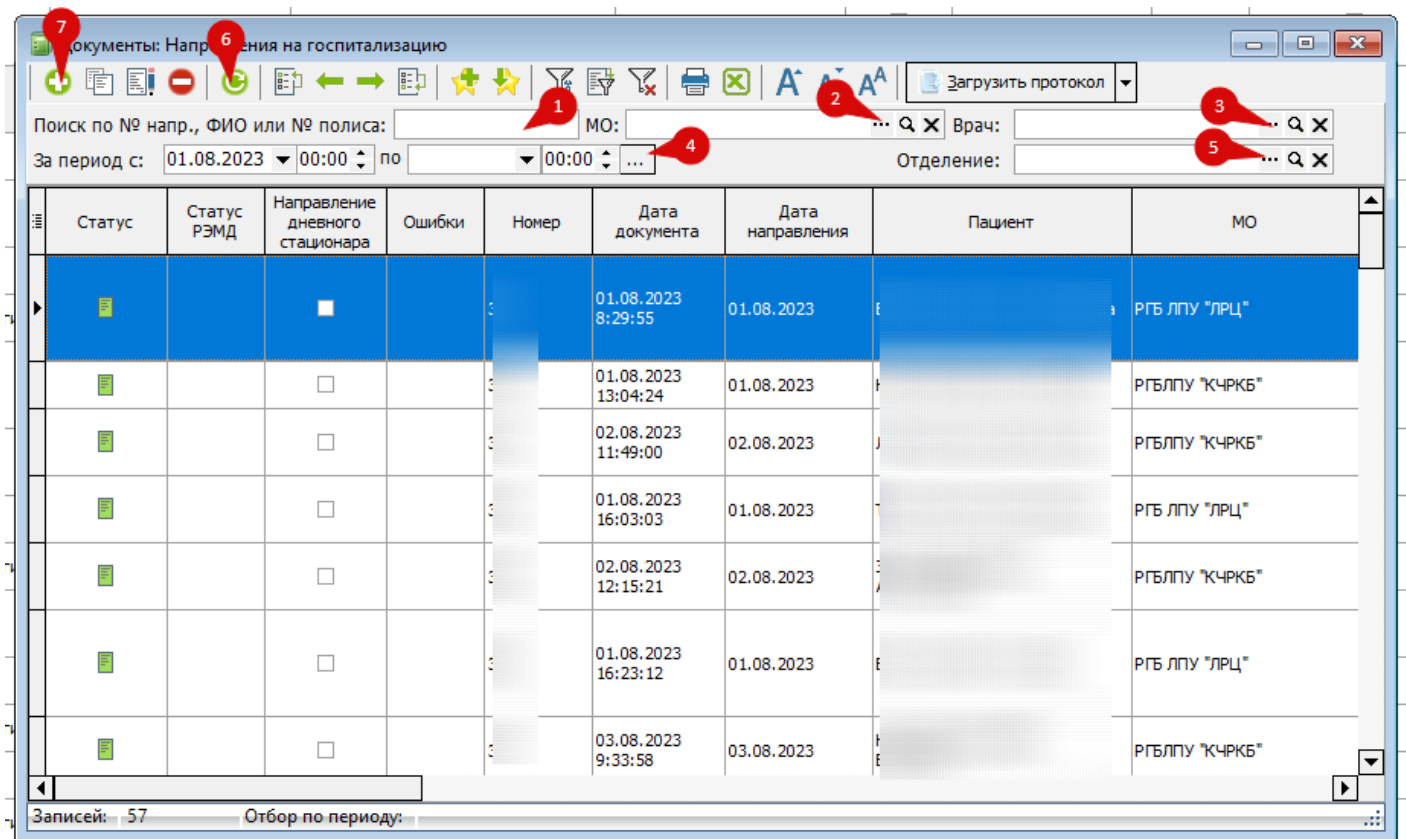 7
6
Документы: Направления на госпитализацию
Загрузить протокол
1
2
3
Поиск по № напр., ФИО или № полиса:
МО:
Врач:
4
5
За период с: 01.08.2023 00:00 по 00:00 ...
Отделение:
Статус
Статус РЭМД
Направление дневного стационара
Ошибки
Номер
Дата документа
Дата направления
Пациент
МО
01.08.2023 8:29:55 01.08.2023 РГБ ЛПУ "ЛРЦ"
01.08.2023 13:04:24 01.08.2023 РГБЛПУ "КЧРКБ"
02.08.2023 11:49:00 02.08.2023 РГБЛПУ "КЧРКБ"
01.08.2023 16:03:03 01.08.2023 РГБ ЛПУ "ЛРЦ"
02.08.2023 12:15:21 02.08.2023 РГБЛПУ "КЧРКБ"
01.08.2023 16:23:12 01.08.2023 РГБ ЛПУ "ЛРЦ"
03.08.2023 9:33:58 03.08.2023 РГБЛПУ "КЧРКБ"
Записей: 57 Отбор по периоду: